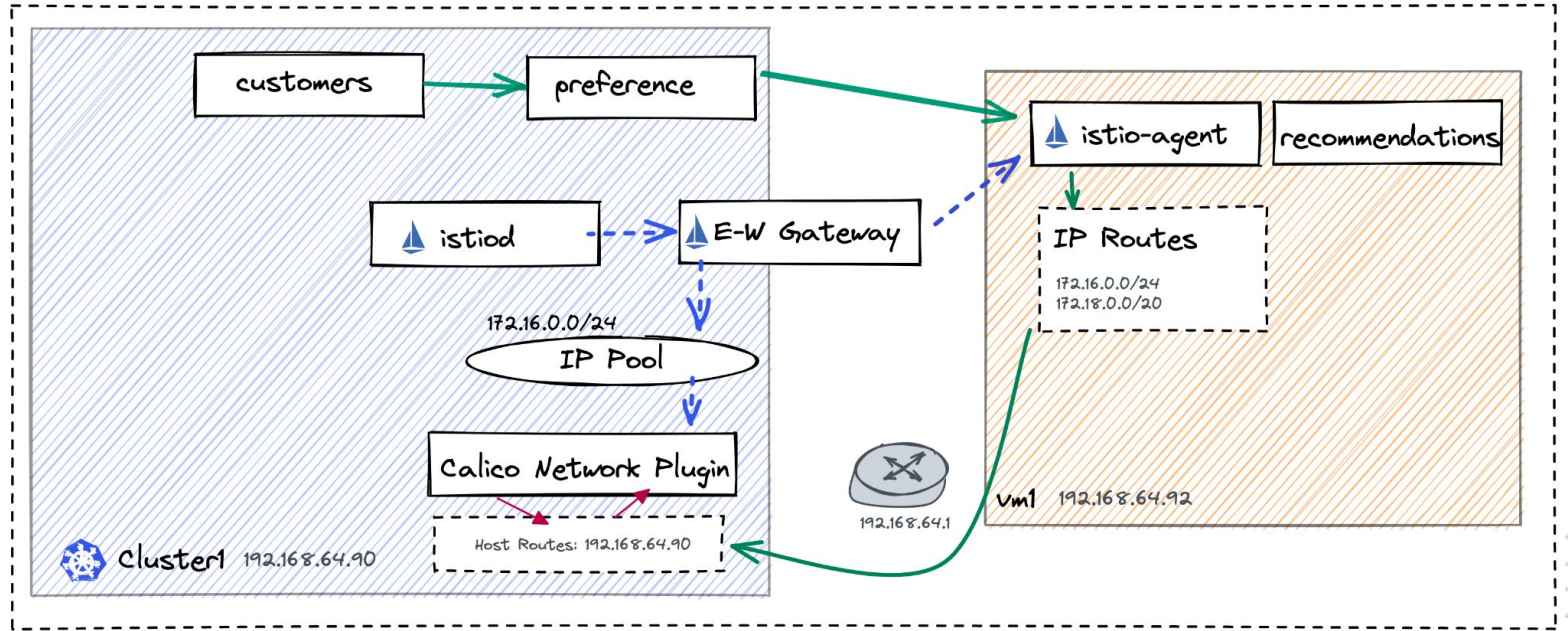 customers
preference
istio-agent
recommendations
istiod
E-W Gateway
IP Routes
172.16.0.0/24
172.18.0.0/20
172.16.0.0/24
IP Pool
Calico Network Plugin
Host Routes: 192.168.64.90
Cluster1 192.168.64.90
192.168.64.1
vm1 192.168.64.92